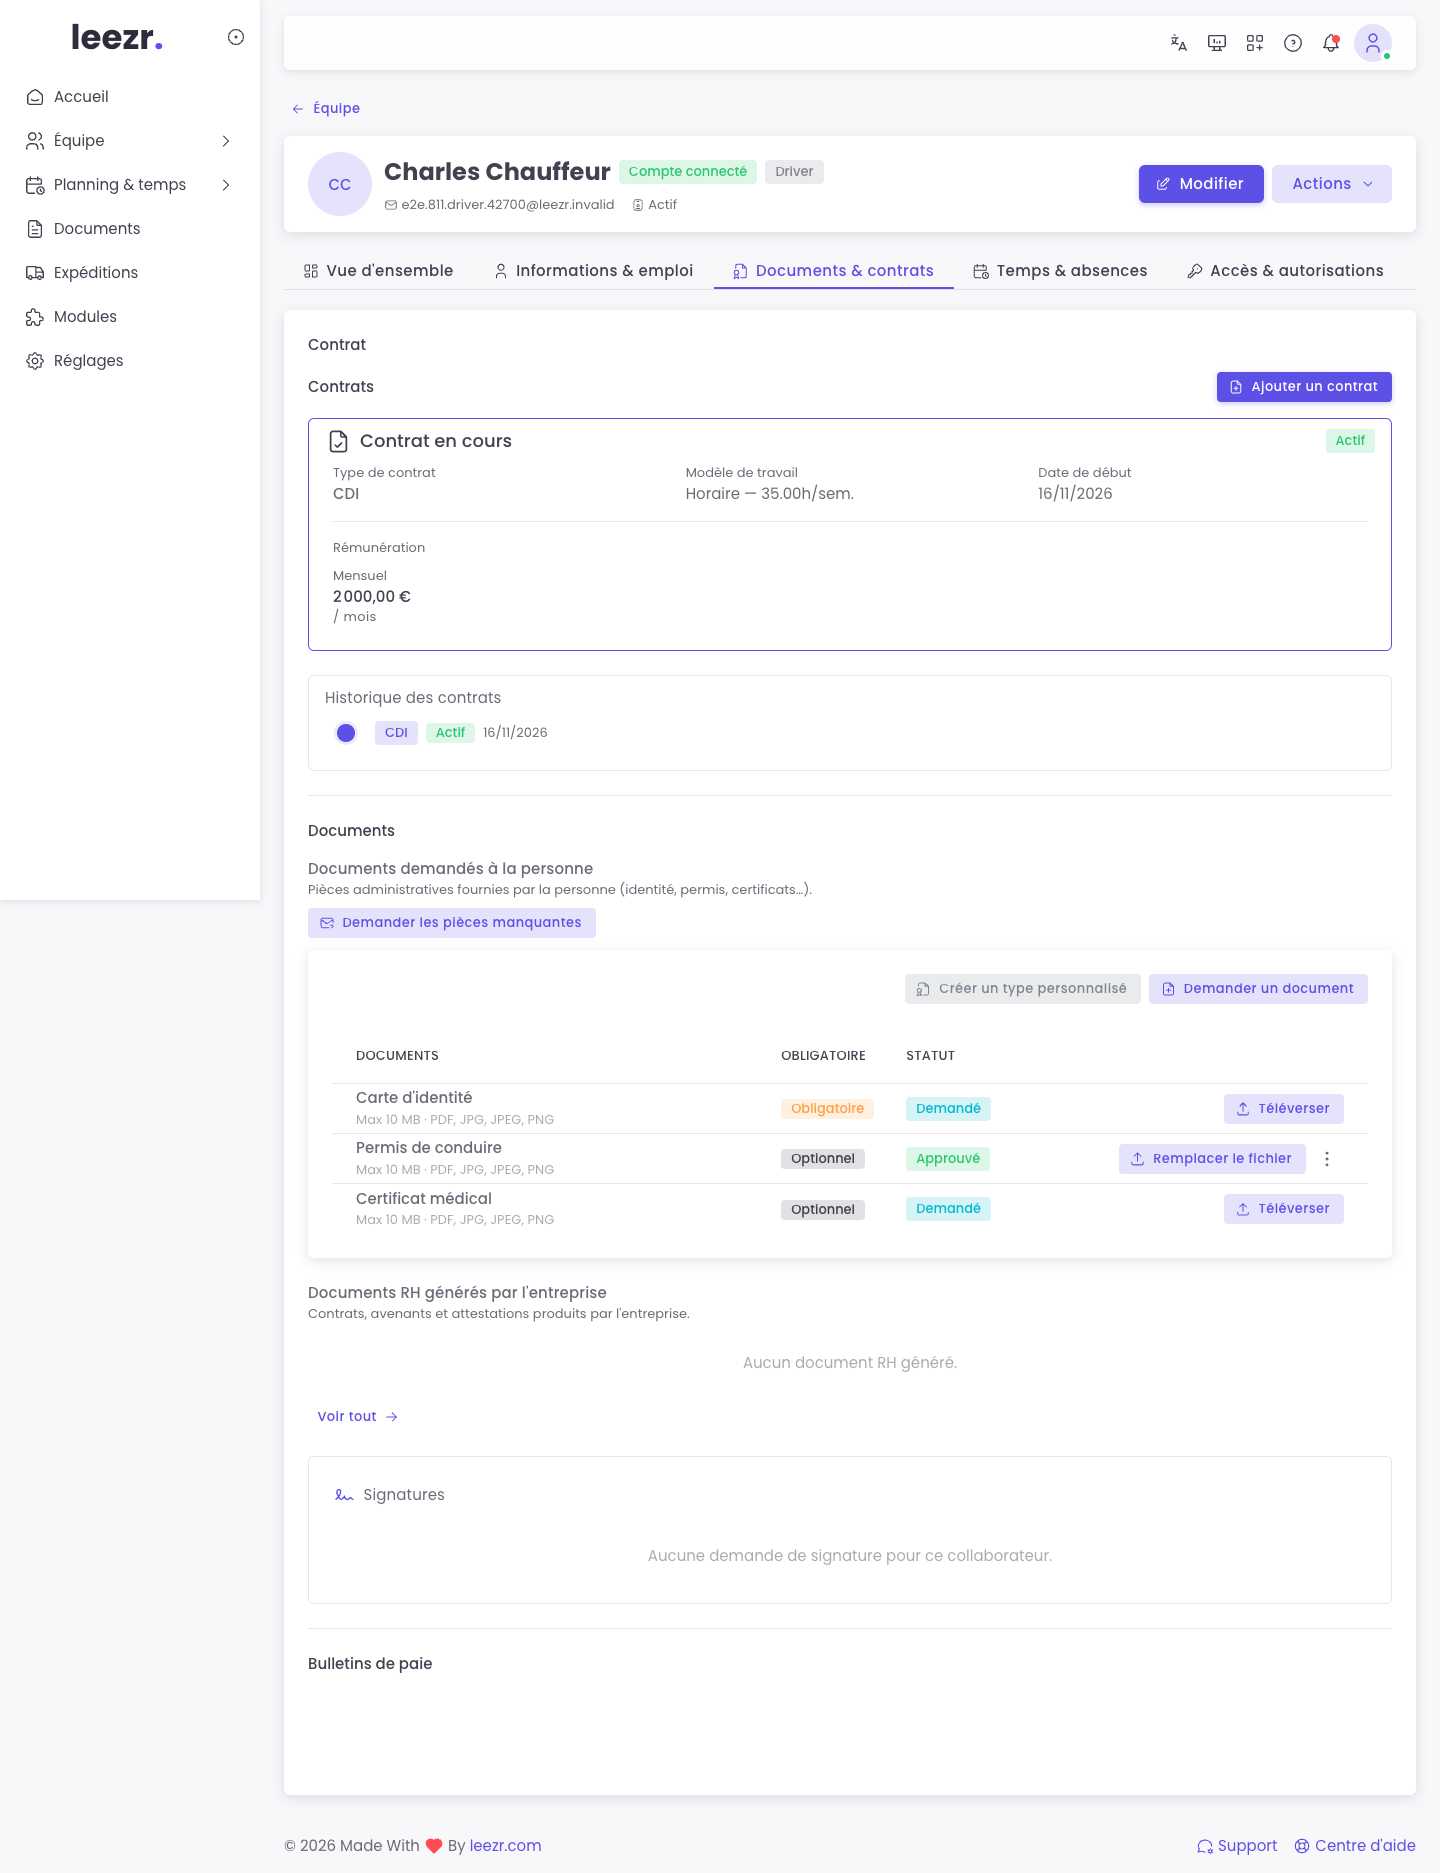 leezr.
Accueil
Équipe
Planning & temps
Documents
Expéditions
Modules
Réglages
Équipe
CC
Charles Chauffeur Compte connecté Driver
e2e.811.driver.42700@leezr.invalid Actif
Modifier
Actions
Vue d'ensemble Informations & emploi Documents & contrats Temps & absences Accès & autorisations
Contrat
Contrats
Ajouter un contrat
Contrat en cours
Actif
Type de contrat Modèle de travail Date de début
CDI Horaire — 35.00h/sem. 16/11/2026
Rémunération
Mensuel
2 000,00 €
/ mois
Historique des contrats
CDI Actif 16/11/2026
Documents
Documents demandés à la personne
Pièces administratives fournies par la personne (identité, permis, certificats…).
Demander les pièces manquantes
Créer un type personnalisé Demander un document
DOCUMENTS OBLIGATOIRE STATUT
Carte d'identité
Max 10 MB · PDF, JPG, JPEG, PNG
Obligatoire Demandé Téléverser
Permis de conduire
Max 10 MB · PDF, JPG, JPEG, PNG
Optionnel Approuvé Remplacer le fichier
Certificat médical
Max 10 MB · PDF, JPG, JPEG, PNG
Optionnel Demandé Téléverser
Documents RH générés par l'entreprise
Contrats, avenants et attestations produits par l'entreprise.
Aucun document RH généré.
Voir tout
Signatures
Aucune demande de signature pour ce collaborateur.
Bulletins de paie
© 2026 Made With By leezr.com
Support Centre d'aide